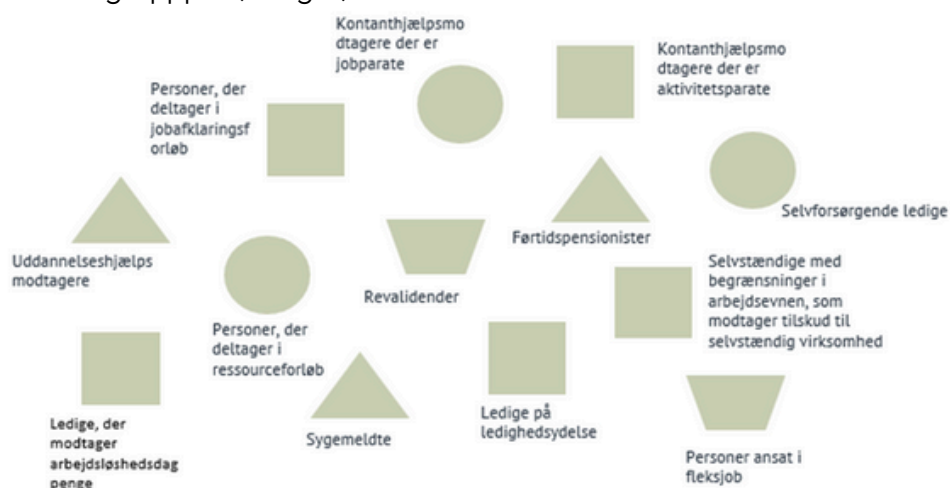 Kontanthjælpsmo
dtagere der er
jobparate
Kontanthjælpsmo
dtagere der er
aktivitetsparate
Personer, der
deltager i
jobafklaringsf
orløb
Selvforsørgende ledige
Førtidspensionister
Uddannelseshjælps
modtagere
Revalidender
Selvstændige med
begrænsninger i
arbejdsevnen, som
modtager tilskud til
selvstændig virksomhed
Personer, der
deltager i
ressourceforløb
Ledige på
ledighedsydelse
Sygemeldte
Ledige, der
modtager
arbejdsløshedsdag
penge
Personer ansat i
fleksjob